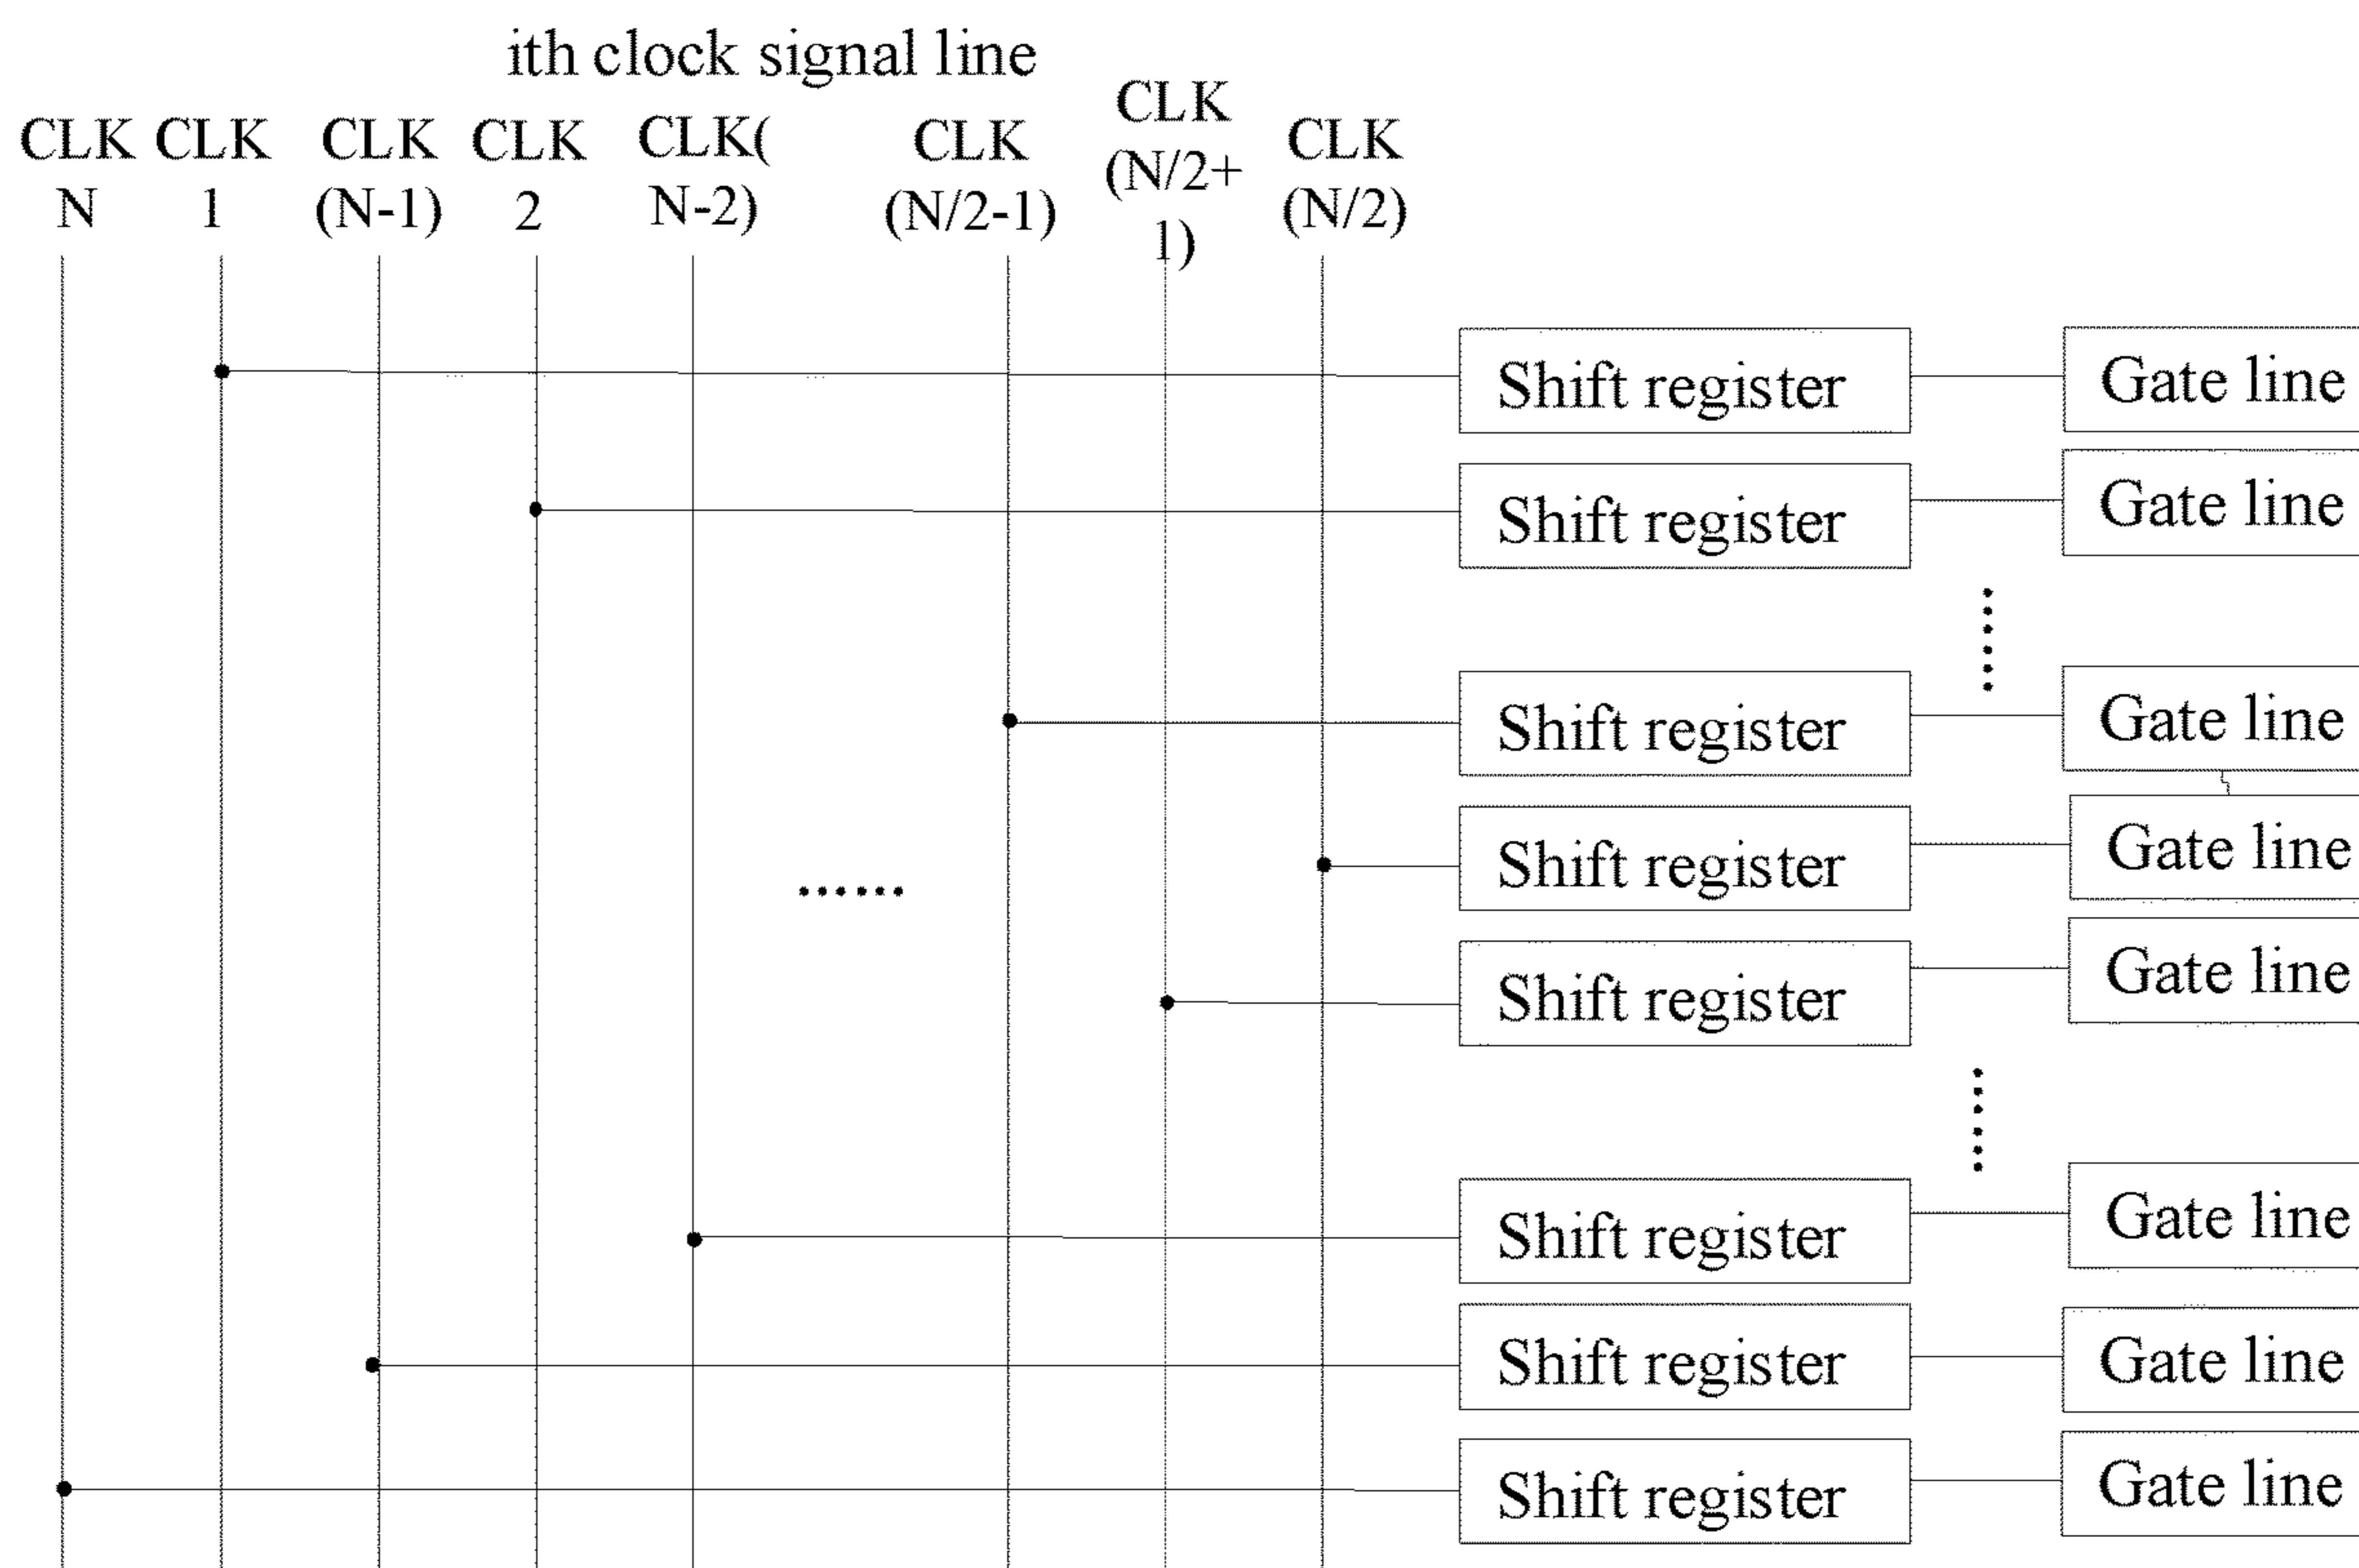 ith clock signal line
CLK
N
CLK
1
CLK
(N-1)
CLK
2
CLK(
N-2)
CLK
(N/2-1)
CLK
(N/2+
1)
CLK
(N/2)
Shift register
Gate line
Shift register
Gate line
Shift register
Gate line
Shift register
Gate line
Shift register
Gate line
Shift register
Gate line
Shift register
Gate line
Shift register
Gate line